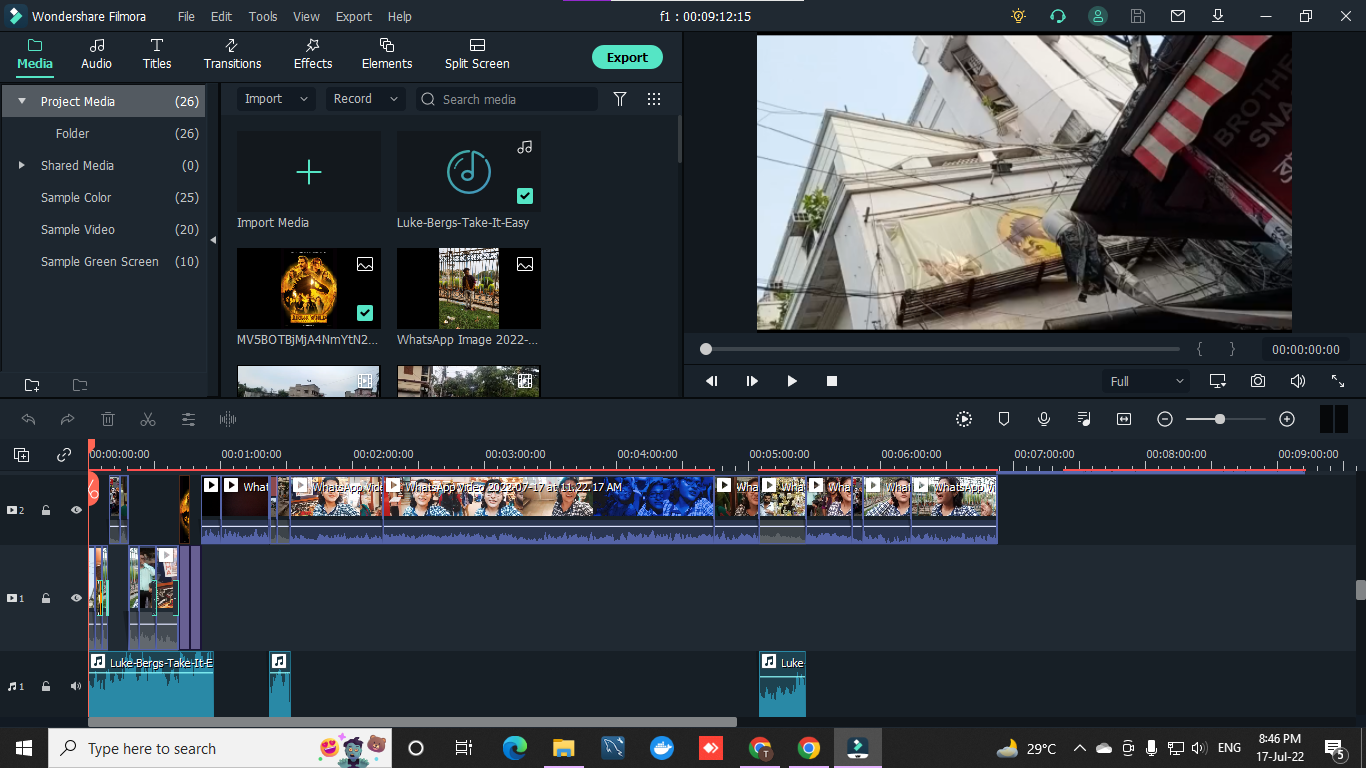 Wondershare Filmora File Edit Tools View Export Help f1 : 00:09:12:15
Media Audio Titles Transitions Effects Elements Split Screen Export
Project Media (26)
Folder (26)
Shared Media (0)
Sample Color (25)
Sample Video (20)
Sample Green Screen (10)
Import Record Search media
Import Media Luke-Bergs-Take-It-Easy
MV5BOTBjMjA4NmYtN2... WhatsApp Image 2022-...
BROTHE
SNA
{ } 00:00:00:00
Full
00:00:00:00 00:01:00:00 00:02:00:00 00:03:00:00 00:04:00:00 00:05:00:00 00:06:00:00 00:07:00:00 00:08:00:00 00:09:00:00
2 What WhatsApp Vide WhatsApp Video 2022-07-17 at 11.22.17 AM. Wha Wha Wha What WhatsApp Vi
1
1 Luke-Bergs-Take-It-E Luke
Type here to search
T
29°C ENG 8:46 PM
17-Jul-22 5